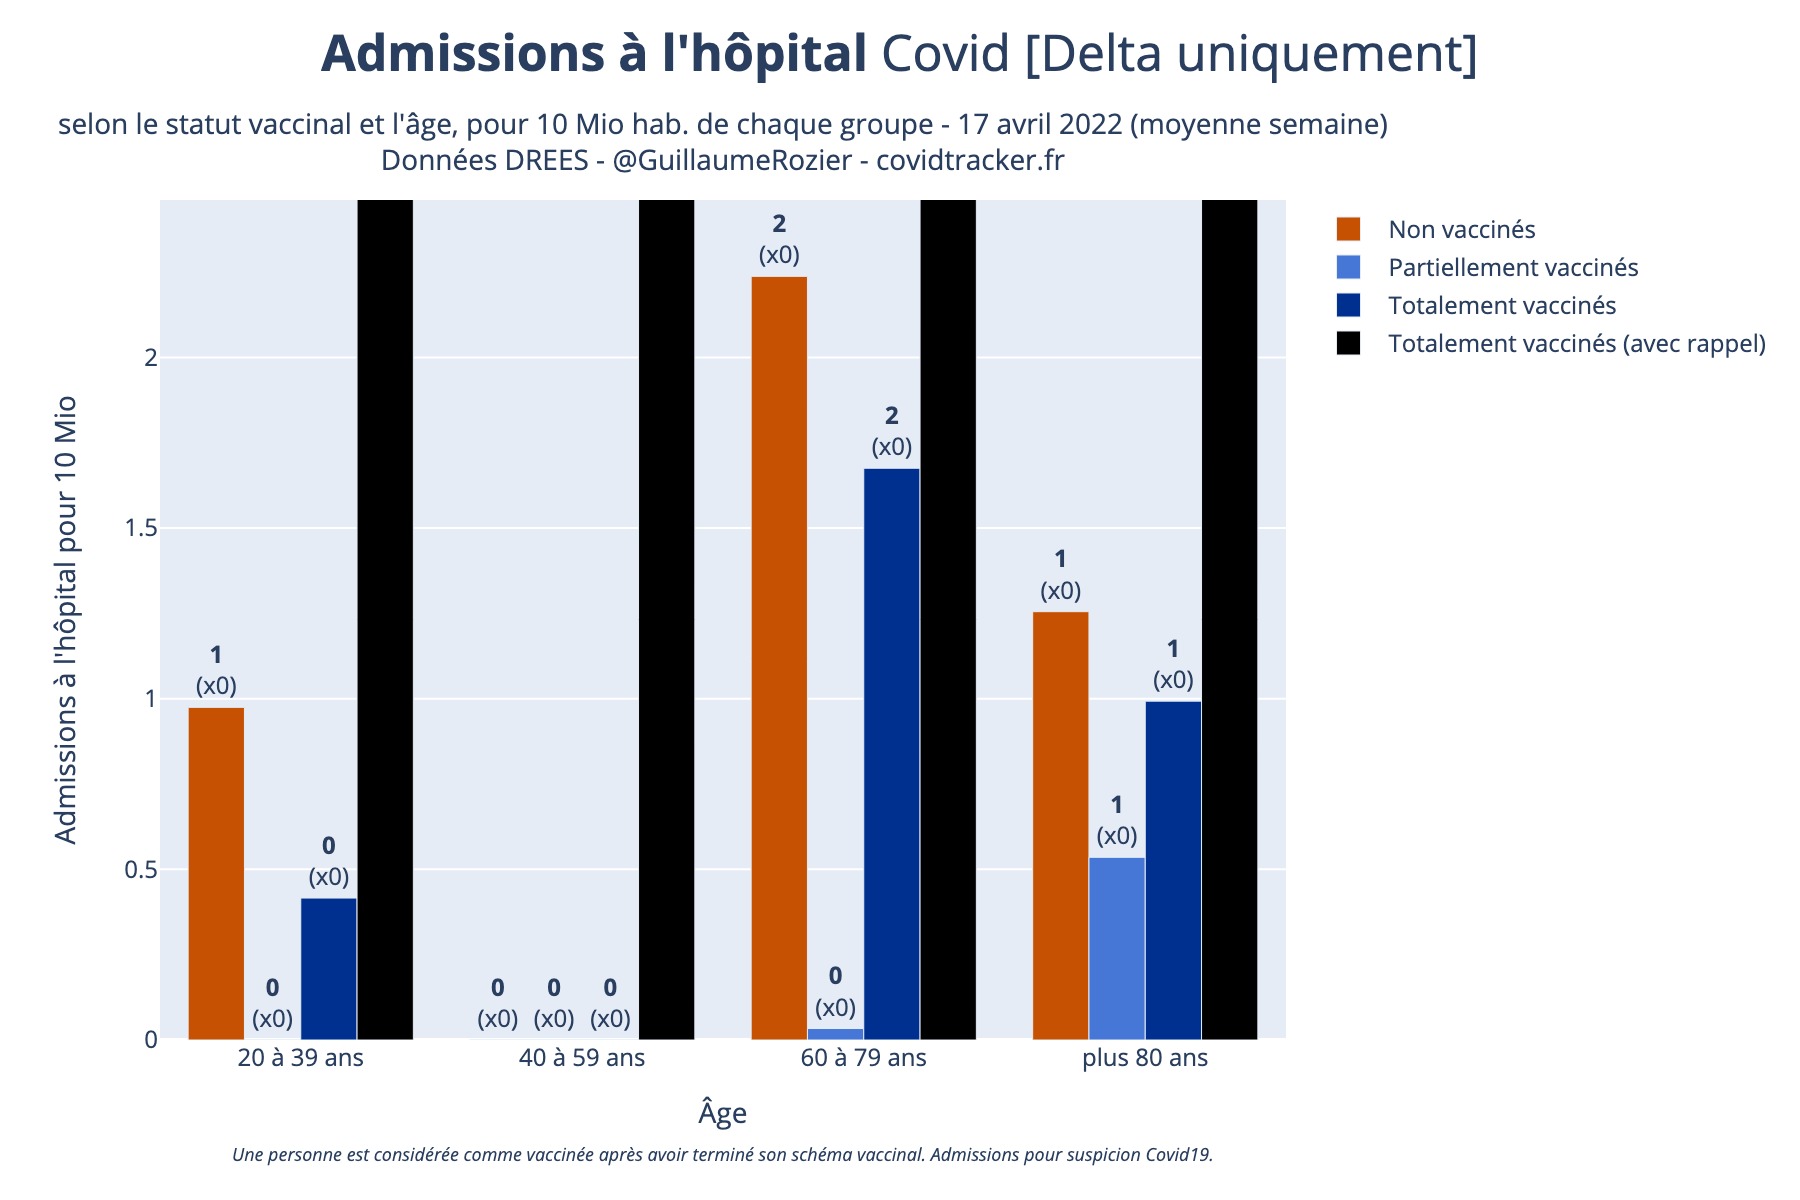 Admissions à l'hôpital Covid [Delta uniquement]
selon le statut vaccinal et l'âge, pour 10 Mio hab. de chaque groupe - 17 avril 2022 (moyenne semaine)
Données DREES - @GuillaumeRozier - covidtracker.fr
Non vaccinés
Partiellement vaccinés
Totalement vaccinés
Totalement vaccinés (avec rappel)
Admissions à l'hôpital pour 10 Mio
2
1.5
1
0.5
0
1
(x0)
0
(x0)
0
(x0)
0
(x0)
0
(x0)
0
(x0)
2
(x0)
0
(x0)
2
(x0)
1
(x0)
1
(x0)
1
(x0)
20 à 39 ans
40 à 59 ans
60 à 79 ans
plus 80 ans
Âge
Une personne est considérée comme vaccinée après avoir terminé son schéma vaccinal. Admissions pour suspicion Covid19.